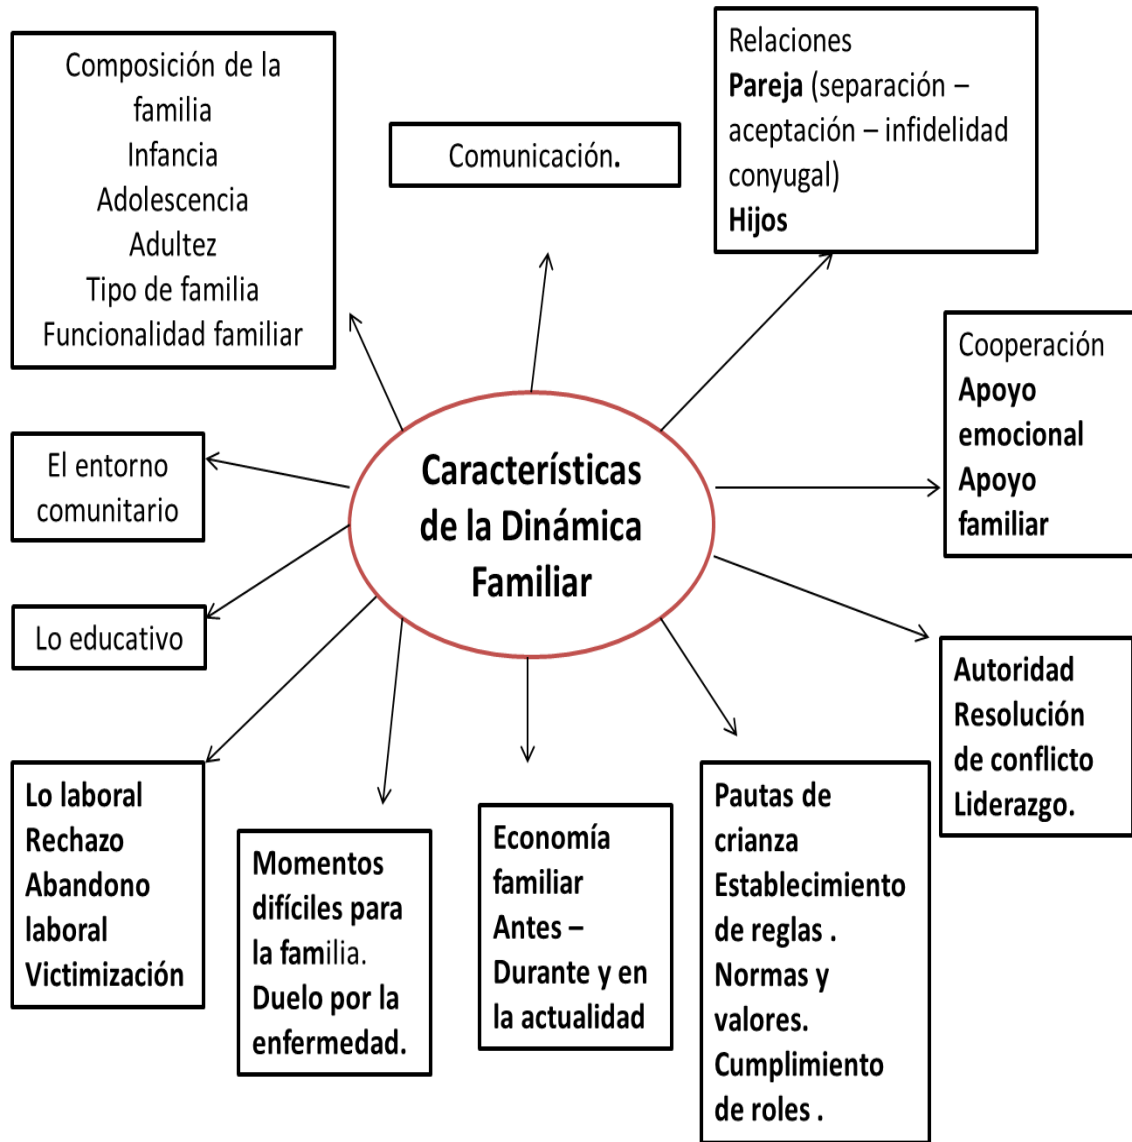 Composición de la
familia
Infancia
Adolescencia
Adultez
Tipo de familia
Funcionalidad familiar
Comunicación.
Relaciones
Pareja (separación –
aceptación – infidelidad
conyugal)
Hijos
Cooperación
Apoyo
emocional
Apoyo
familiar
Característícas
de la Dinámica
Familiar
El entorno
comunitario
Lo educativo
Autoridad
Resolución
de conflicto
Liderazgo.
Lo laboral
Rechazo
Abandono
laboral
Victimización
Momentos
difíciles para
la familia.
Duelo por la
enfermedad.
Economía
familiar
Antes –
Durante y en
la actualidad
Pautas de
crianza
Establecimiento
de reglas .
Normas y
valores.
Cumplimiento
de roles .